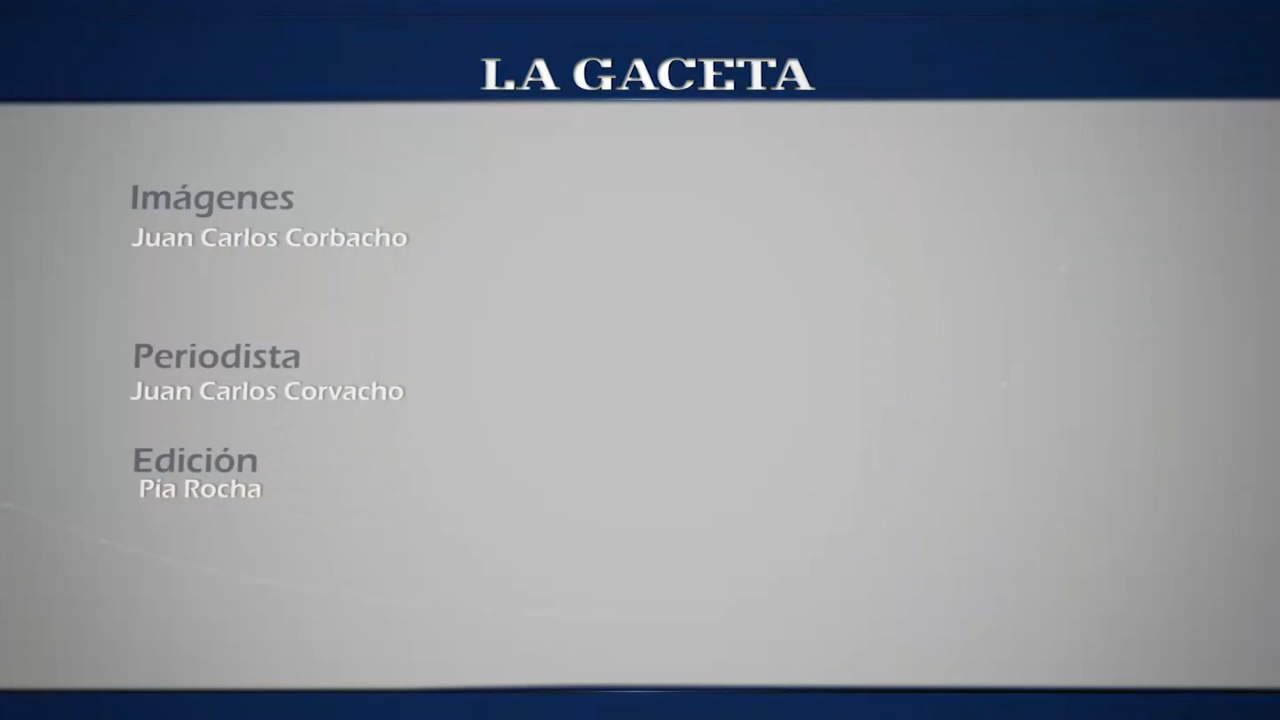 LA GACETA
Imágenes
Juan Carlos Corbacho
Periodista
Juan Carlos Corvacho
Edición
Pía Rocha